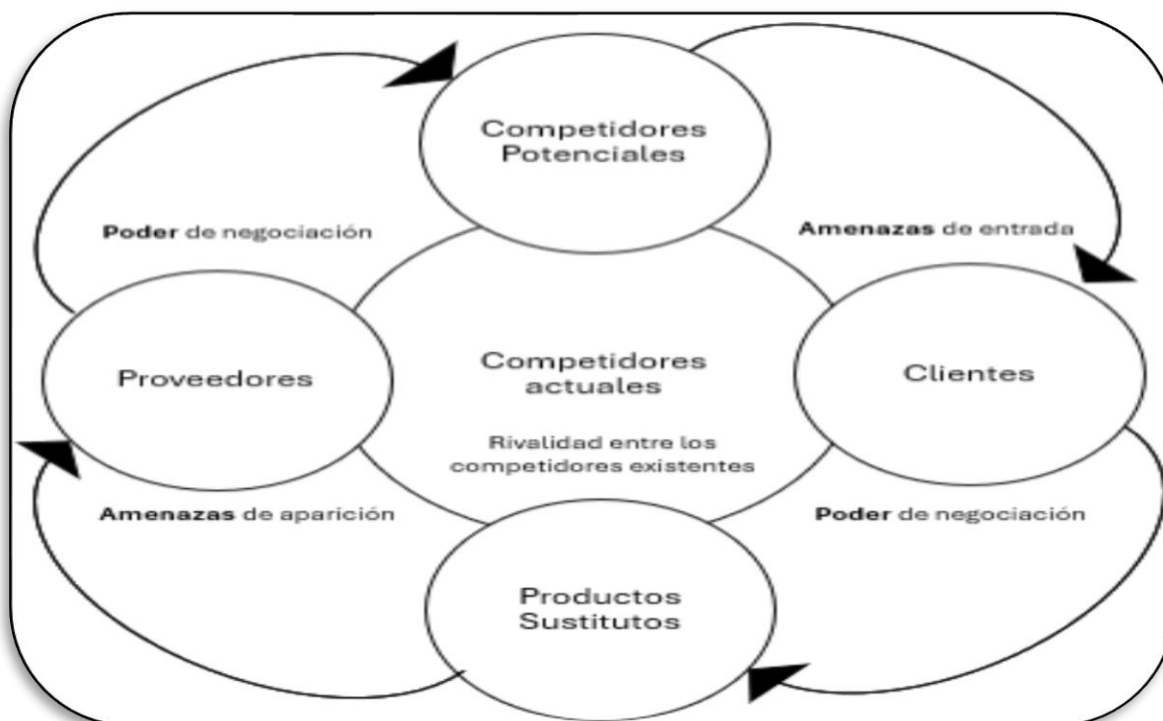 Competidores
Potenciales
Poder de negociación
Amenazas de entrada
Proveedores
Competidores
actuales
Clientes
Rivalidad entre los
competidores existentes
Amenazas de aparición
Poder de negociación
Productos
Sustitutos